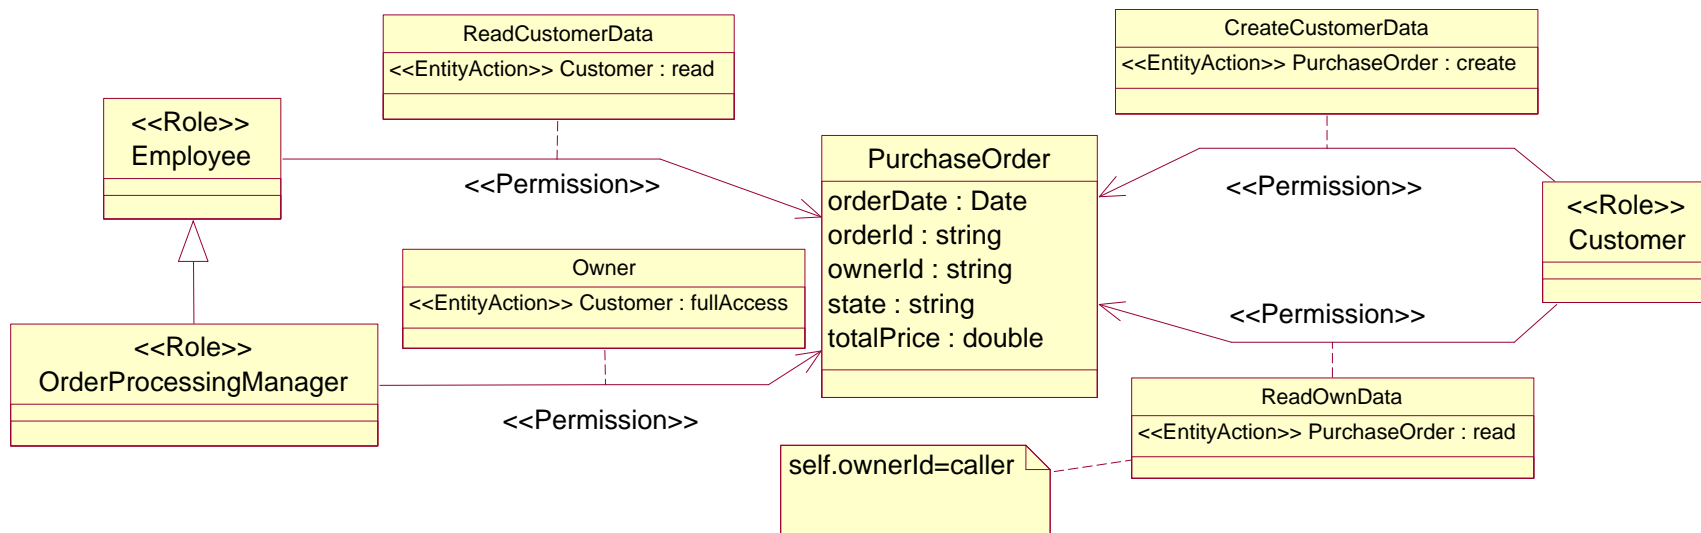 ReadCustomerData
<<EntityAction>> Customer : read
CreateCustomerData
<<EntityAction>> PurchaseOrder : create
<<Role>>
Employee
<<Permission>>
PurchaseOrder
orderDate : Date
orderId : string
ownerId : string
state : string
totalPrice : double
<<Permission>>
<<Role>>
Customer
Owner
<<EntityAction>> Customer : fullAccess
<<Permission>>
<<Role>>
OrderProcessingManager
<<Permission>>
ReadOwnData
<<EntityAction>> PurchaseOrder : read
self.ownerId=caller